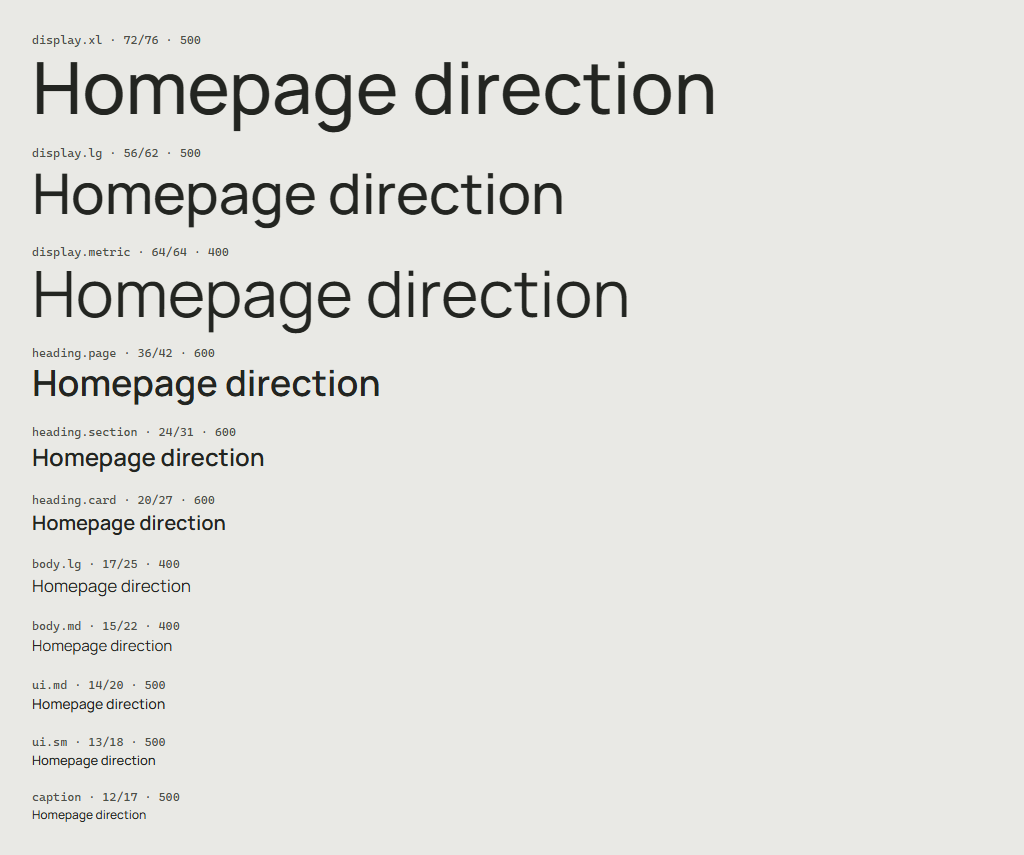 display.xl · 72/76 · 500
Homepage direction
display.lg · 56/62 · 500
Homepage direction
display.metric · 64/64 · 400
Homepage direction
heading.page · 36/42 · 600
Homepage direction
heading.section · 24/31 · 600
Homepage direction
heading.card · 20/27 · 600
Homepage direction
body.lg · 17/25 · 400
Homepage direction
body.md · 15/22 · 400
Homepage direction
ui.md · 14/20 · 500
Homepage direction
ui.sm · 13/18 · 500
Homepage direction
caption · 12/17 · 500
Homepage direction